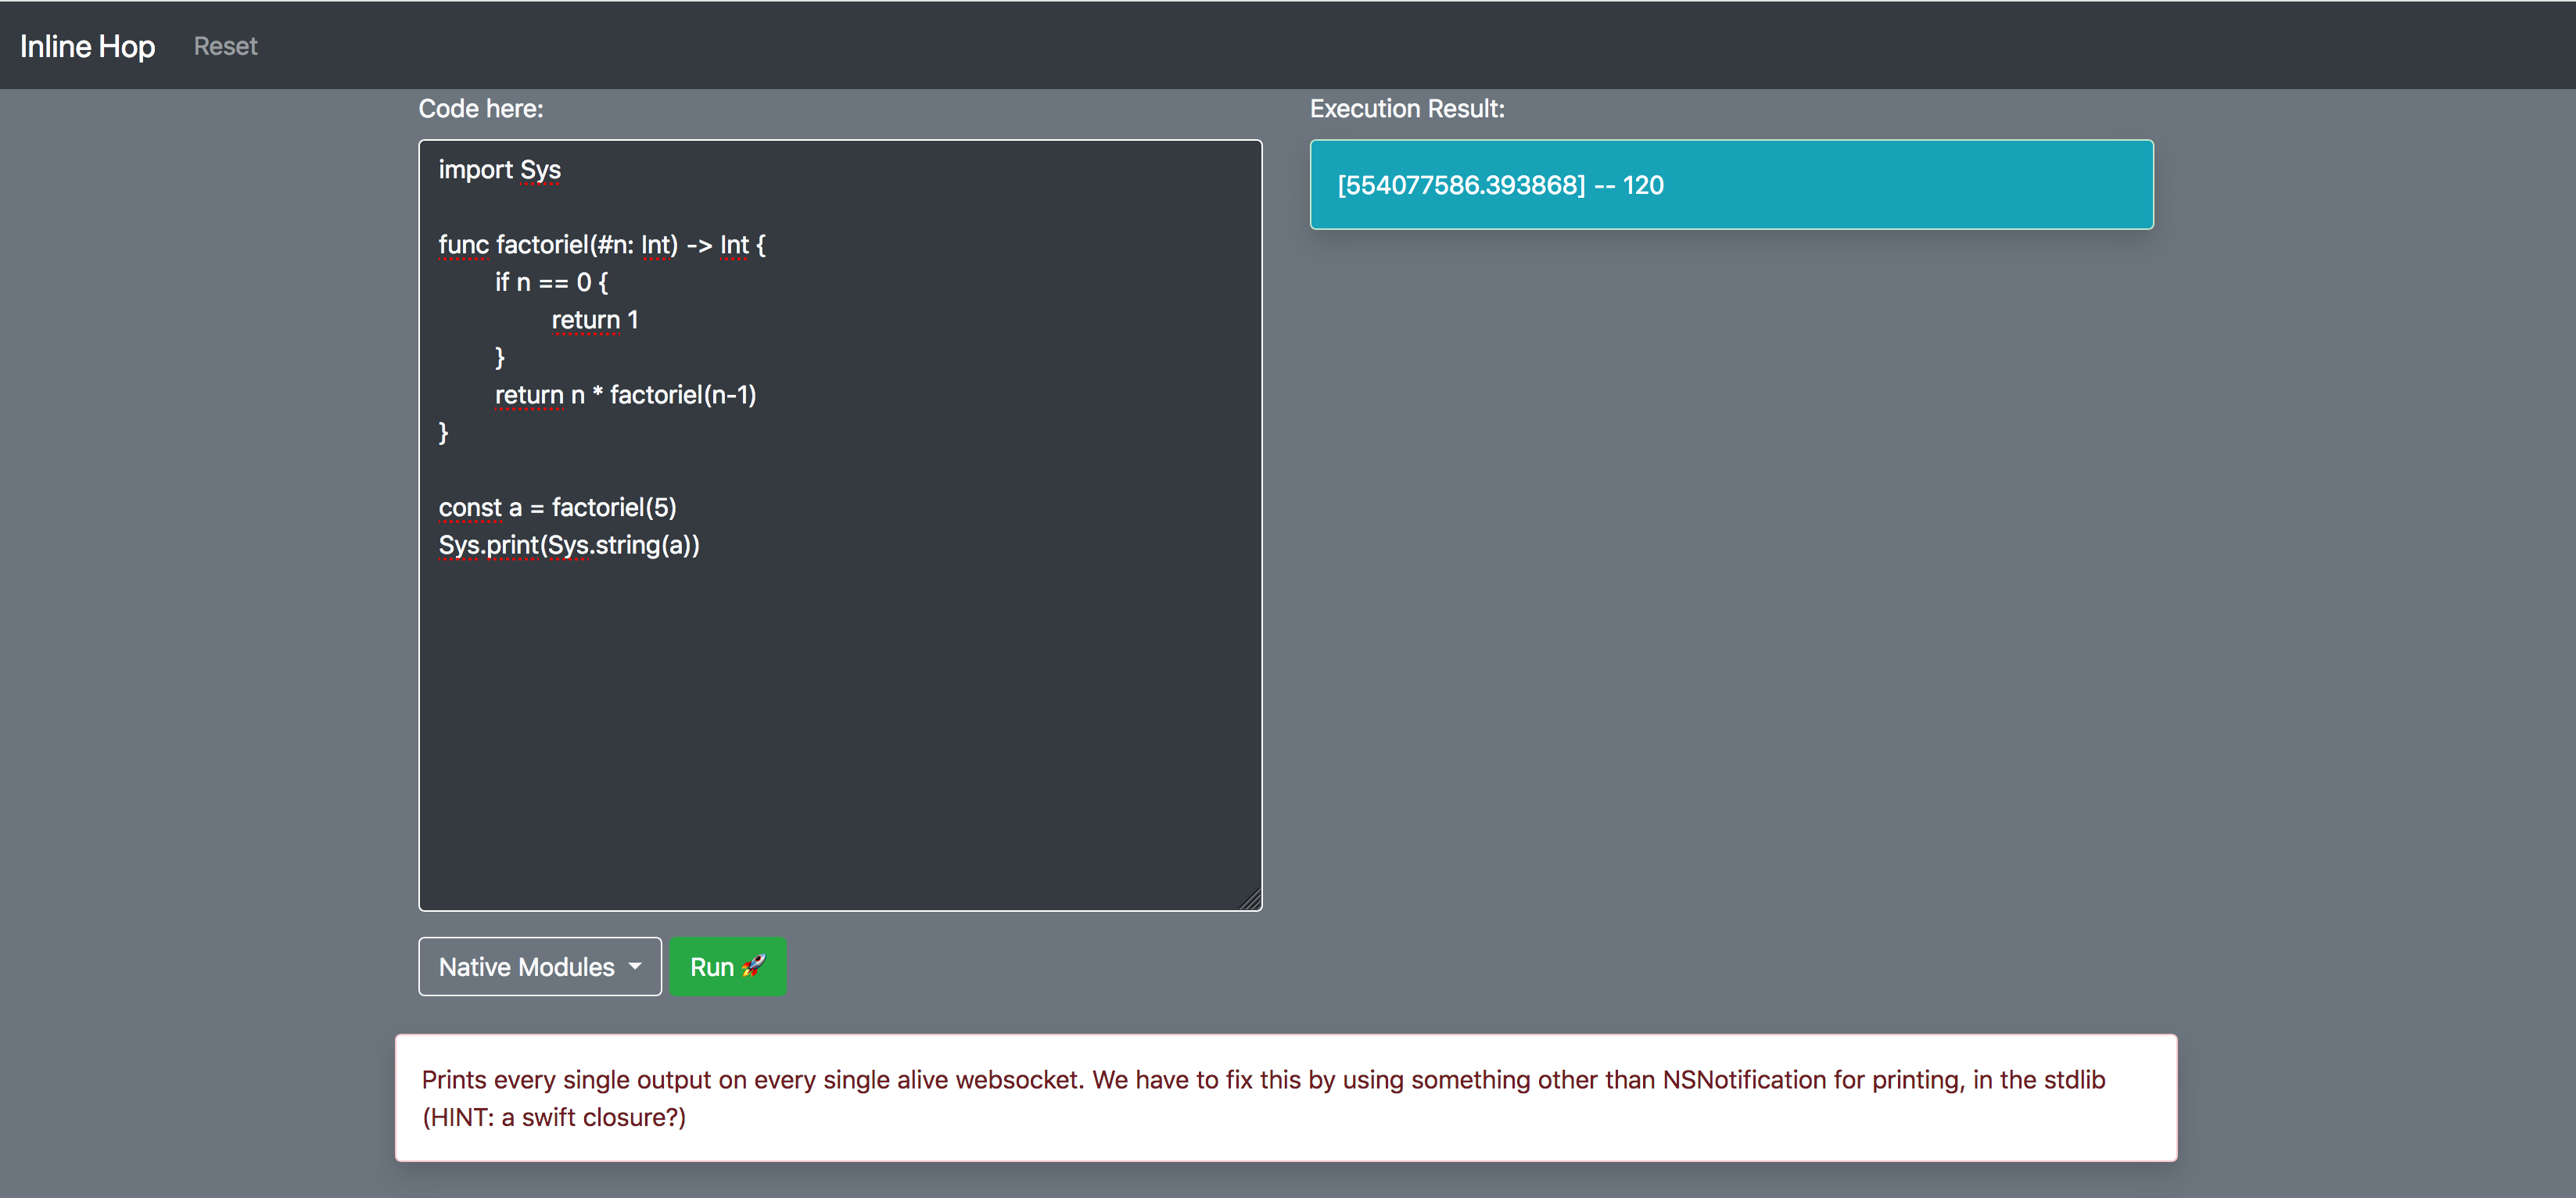 Inline Hop Reset
Code here:
import Sys
func factoriel(#n: Int) -> Int {
if n == 0 {
return 1
}
return n * factoriel(n-1)
}
const a = factoriel(5)
Sys.print(Sys.string(a))
Native Modules Run 🚀
Execution Result:
[554077586.393868] -- 120
Prints every single output on every single alive websocket. We have to fix this by using something other than NSNotification for printing, in the stdlib
(HINT: a swift closure?)